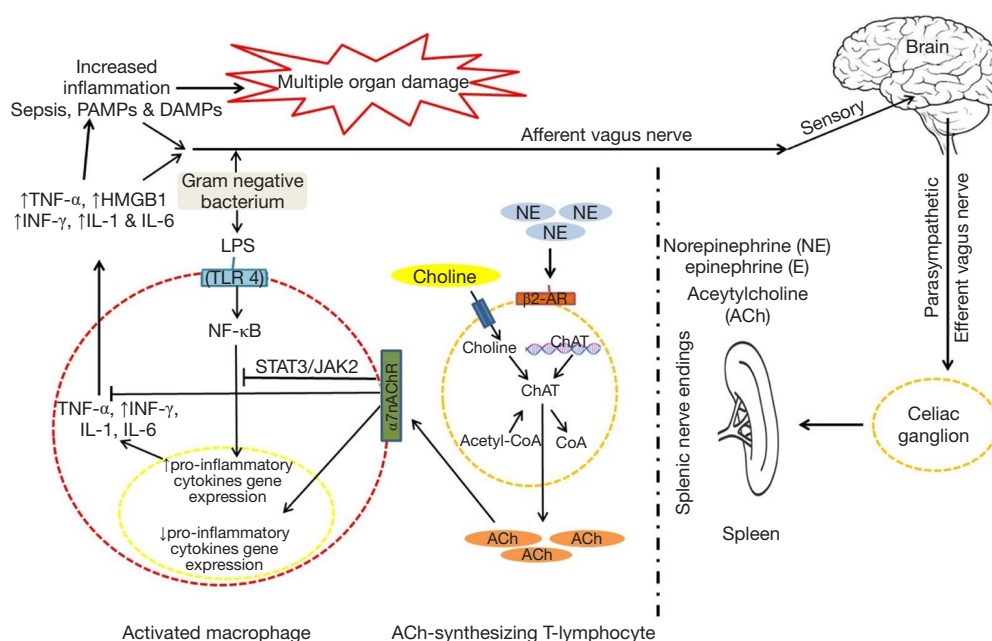 Increased
inflammation
Sepsis, PAMPs & DAMPs
Multiple organ damage
Brain
Afferent vagus nerve
Sensory
↑TNF-α, ↑HMGB1
↑INF-γ, ↑IL-1 & IL-6
Gram negative
bacterium
LPS
(TLR 4)
NF-κB
STAT3/JAK2
TNF-α, ↑INF-γ,
IL-1, IL-6
α7nAChR
↑pro-inflammatory
cytokines gene
expression
↓pro-inflammatory
cytokines gene
expression
Activated macrophage
NE
NE
NE
Choline
β2-AR
Choline
ChAT
ChAT
Acetyl-CoA
CoA
ACh
ACh
ACh
ACh-synthesizing T-lymphocyte
Splenic nerve endings
Norepinephrine (NE)
epinephrine (E)
Aceytylcholine
(ACh)
Spleen
Parasympathetic
Efferent vagus nerve
Celiac
ganglion